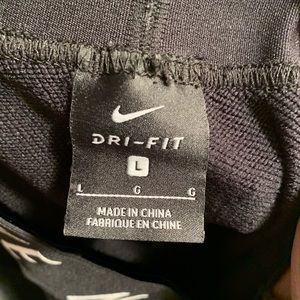 DRI-FIT
L
L G G
MADE IN CHINA
FABRIQUÉ EN CHINE